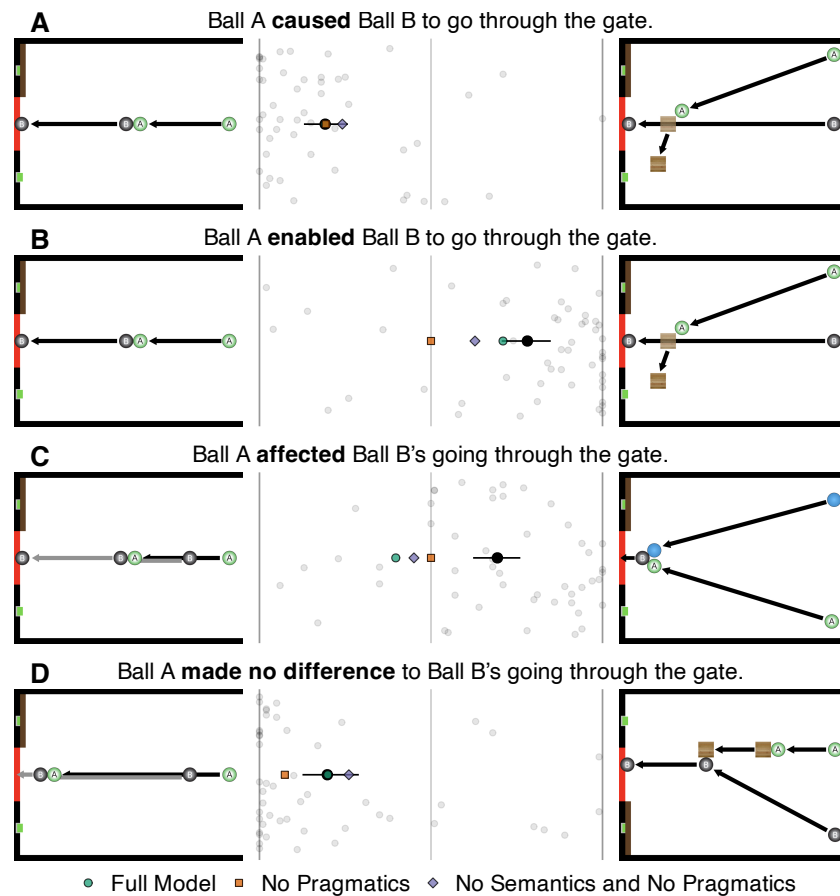 A Ball A caused Ball B to go through the gate.
B A B A A A B B
B Ball A enabled Ball B to go through the gate.
B A B A A A B B
C Ball A affected Ball B's going through the gate.
B B A B A B A A
D Ball A made no difference to Ball B's going through the gate.
B A B A A A B B B
Full Model No Pragmatics No Semantics and No Pragmatics